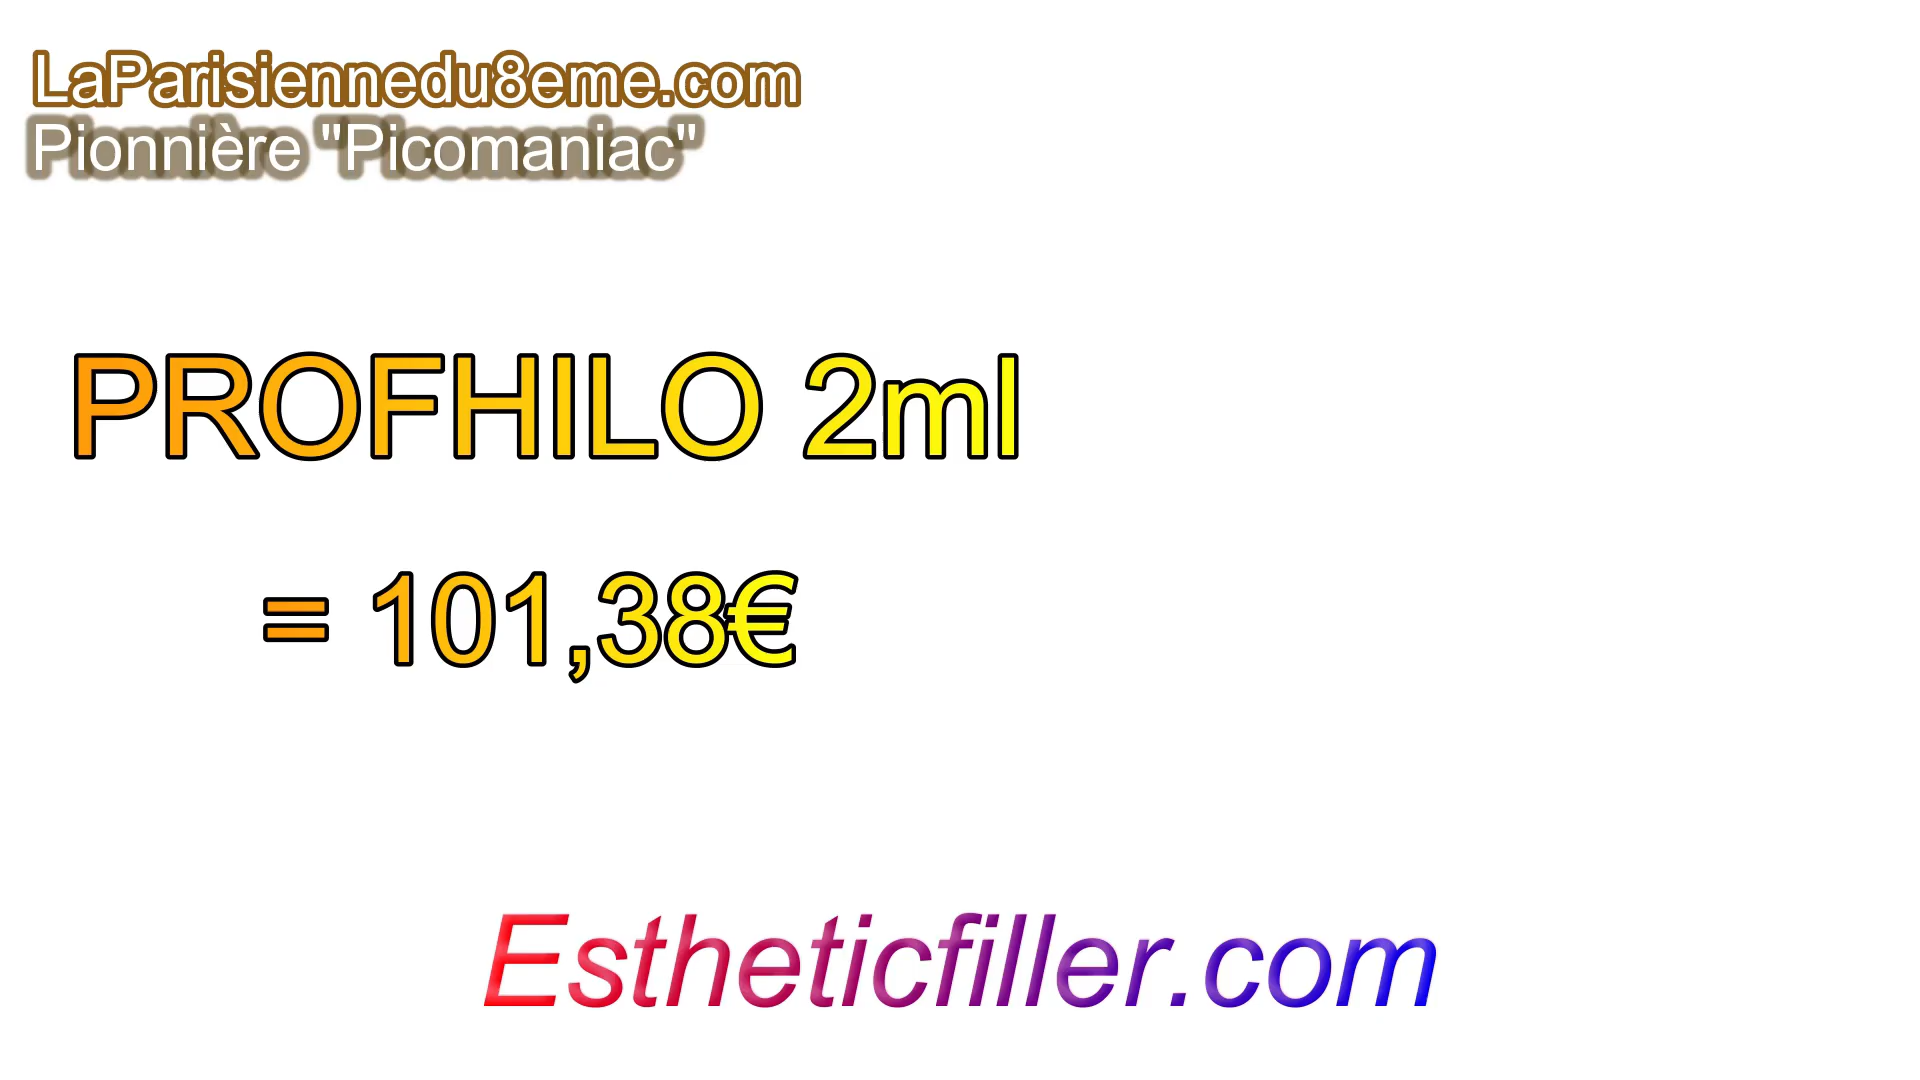 LaParisiennedu8eme.com
Pionnière "Picomaniac"
PROFHILO 2ml
= 101,38€
Estheticfiller.com